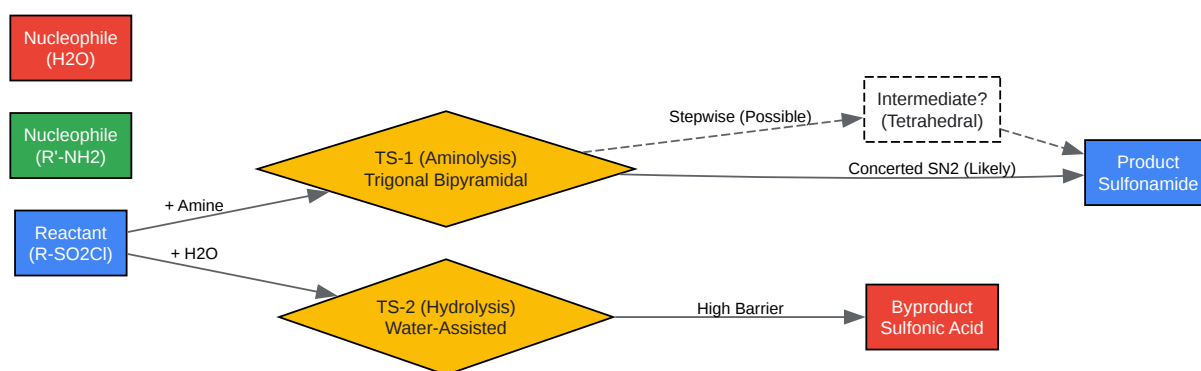 Nucleophile
(H2O)
Nucleophile
(R'-NH2)
Reactant
(R-SO2Cl)
+ Amine
+ H2O
TS-1 (Aminolysis)
Trigonal Bipyramidal
TS-2 (Hydrolysis)
Water-Assisted
Stepwise (Possible)
Concerted SN2 (Likely)
High Barrier
Intermediate?
(Tetrahedral)
Product
Sulfonamide
Byproduct
Sulfonic Acid